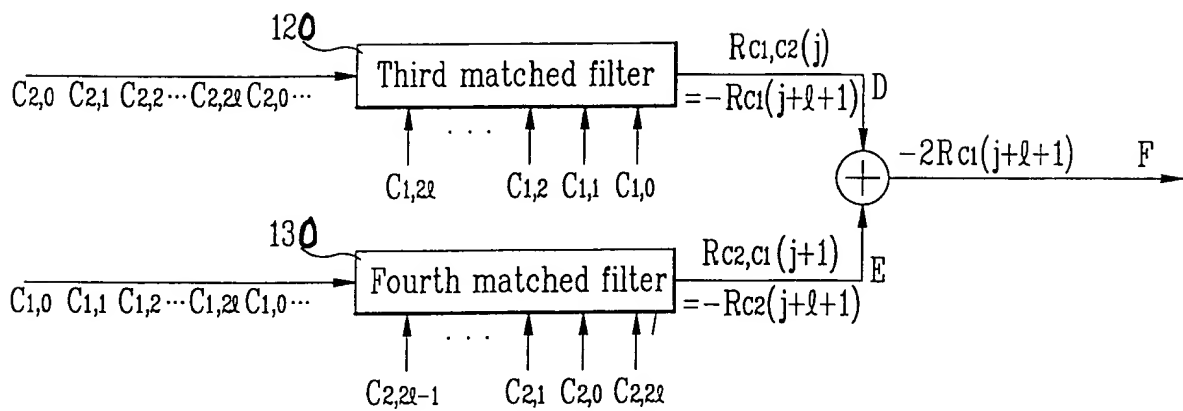 120
Third matched filter
C2,0 C2,1 C2,2···C2,2ℓ C2,0···
RC1,C2(j)
=-RC1(j+ℓ+1)
D
· · ·
C1,2ℓ C1,2 C1,1 C1,0
-2RC1(j+ℓ+1) F
130
Fourth matched filter
C1,0 C1,1 C1,2···C1,2ℓ C1,0···
RC2,C1(j+1)
=-RC2(j+ℓ+1)
E
· · ·
C2,2ℓ-1 C2,1 C2,0 C2,2ℓ